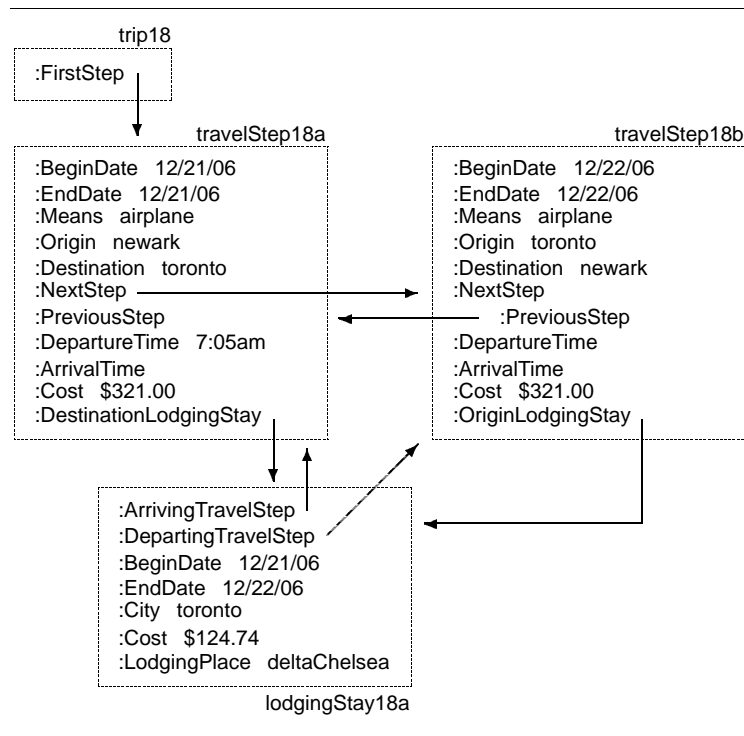 trip18
:FirstStep
travelStep18a
:BeginDate 12/21/06
:EndDate 12/21/06
:Means airplane
:Origin newark
:Destination toronto
:NextStep
:PreviousStep
:DepartureTime 7:05am
:ArrivalTime
:Cost $321.00
:DestinationLodgingStay
travelStep18b
:BeginDate 12/22/06
:EndDate 12/22/06
:Means airplane
:Origin toronto
:Destination newark
:NextStep
:PreviousStep
:DepartureTime
:ArrivalTime
:Cost $321.00
:OriginLodgingStay
:ArrivingTravelStep
:DepartingTravelStep
:BeginDate 12/21/06
:EndDate 12/22/06
:City toronto
:Cost $124.74
:LodgingPlace deltaChelsea
lodgingStay18a